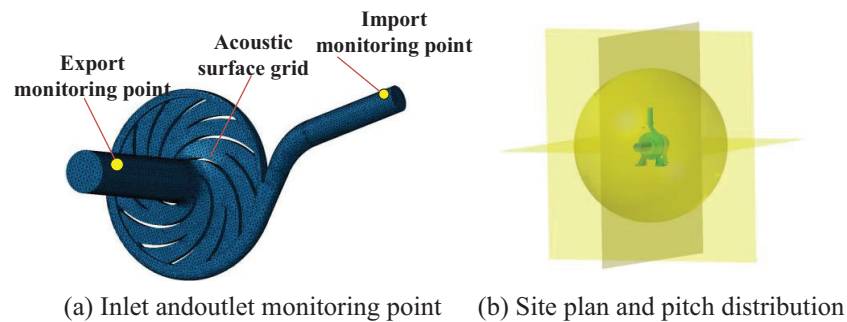 Import
monitoring point
Acoustic
surface grid
Export
monitoring point
(a) Inlet andoutlet monitoring point
(b) Site plan and pitch distribution